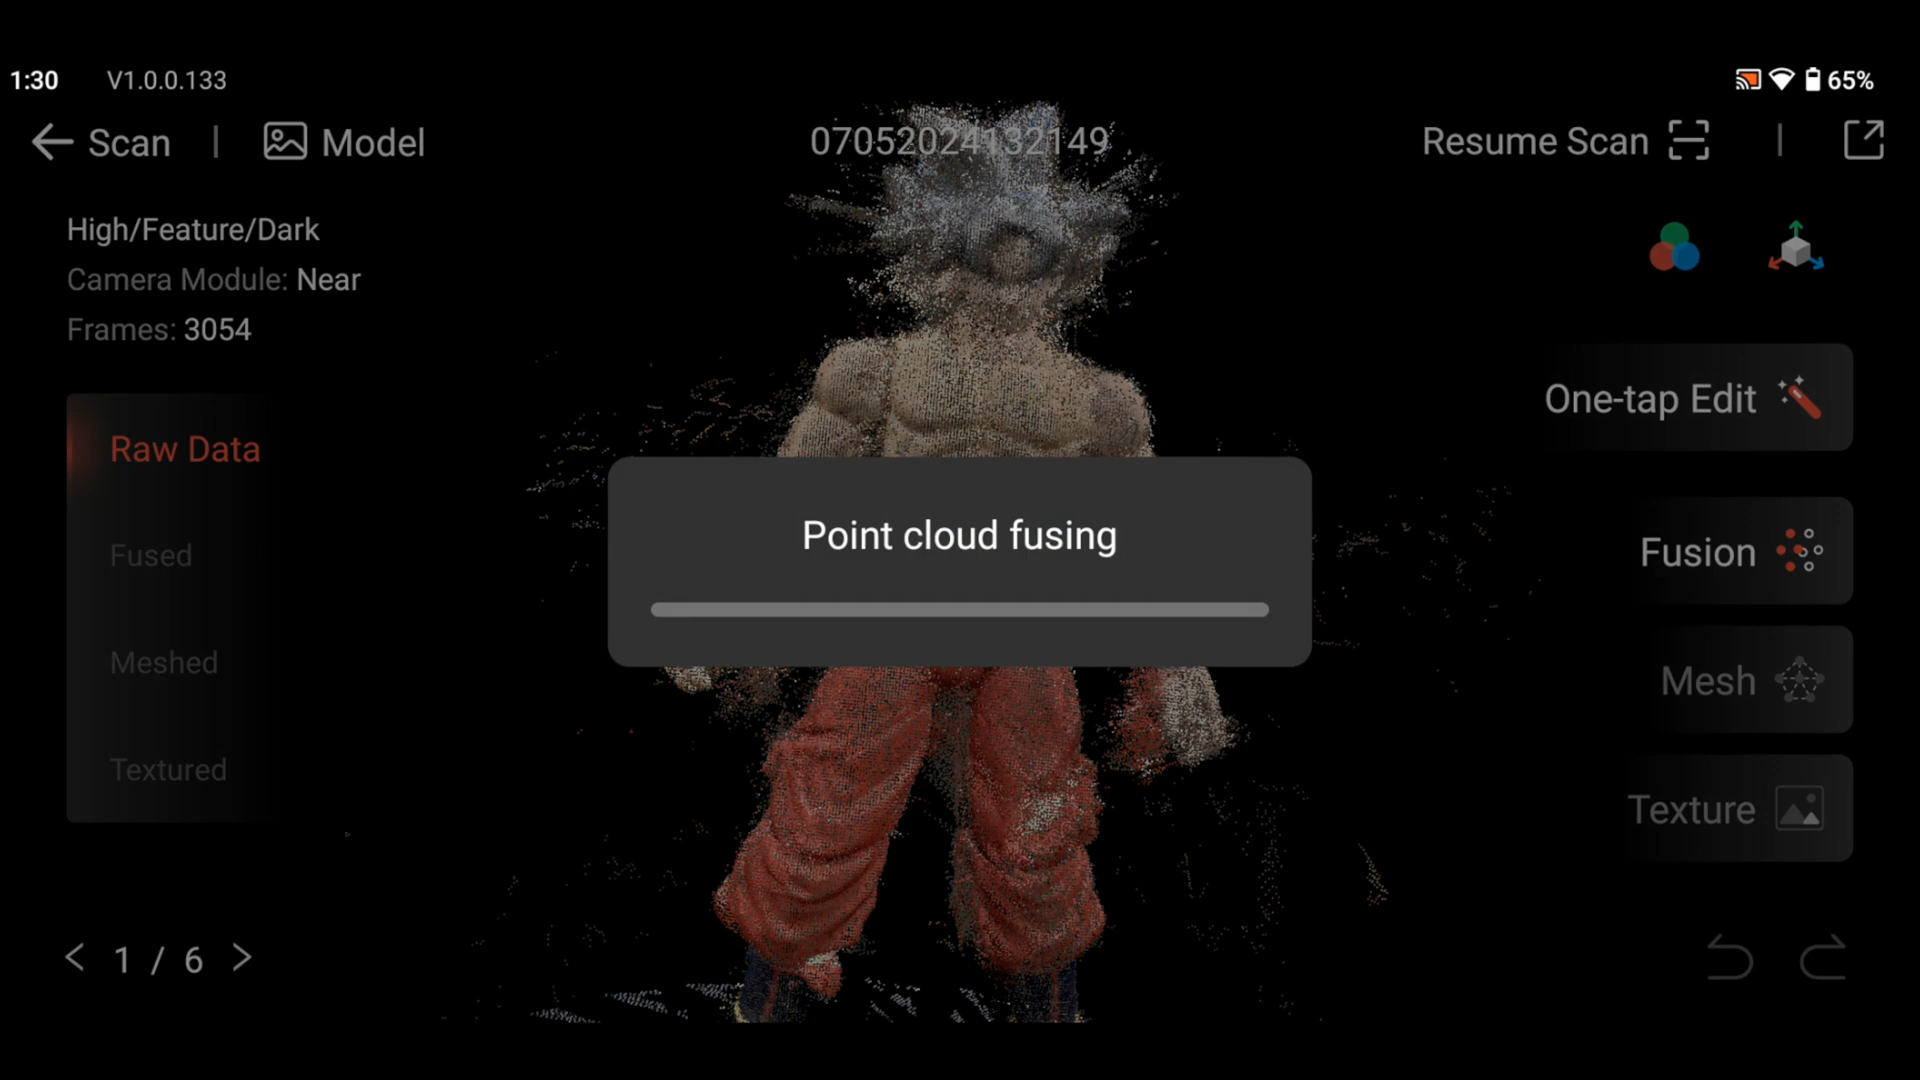 1:30 V1.0.0.133 65%
Scan | Model 07052024132149 Resume Scan |
High/Feature/Dark
Camera Module: Near
Frames: 3054
Raw Data
Fused
Meshed
Textured
< 1 / 6 >
Point cloud fusing
One-tap Edit
Fusion
Mesh
Texture